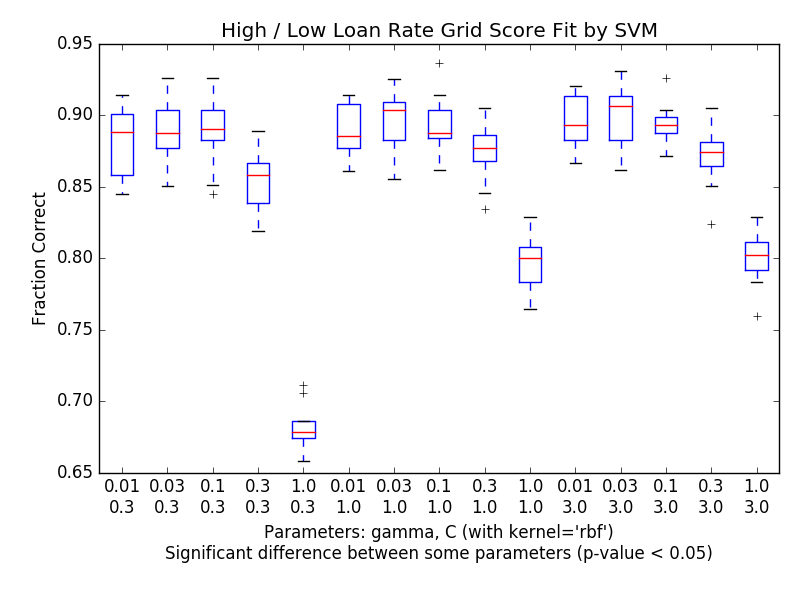 High / Low Loan Rate Grid Score Fit by SVM
0.95
0.90
0.85
0.80
0.75
0.70
0.65
Fraction Correct
0.01 0.03 0.1 0.3 1.0 0.01 0.03 0.1 0.3 1.0 0.01 0.03 0.1 0.3 1.0
0.3 0.3 0.3 0.3 0.3 1.0 1.0 1.0 1.0 1.0 3.0 3.0 3.0 3.0 3.0
Parameters: gamma, C (with kernel='rbf')
Significant difference between some parameters (p-value < 0.05)